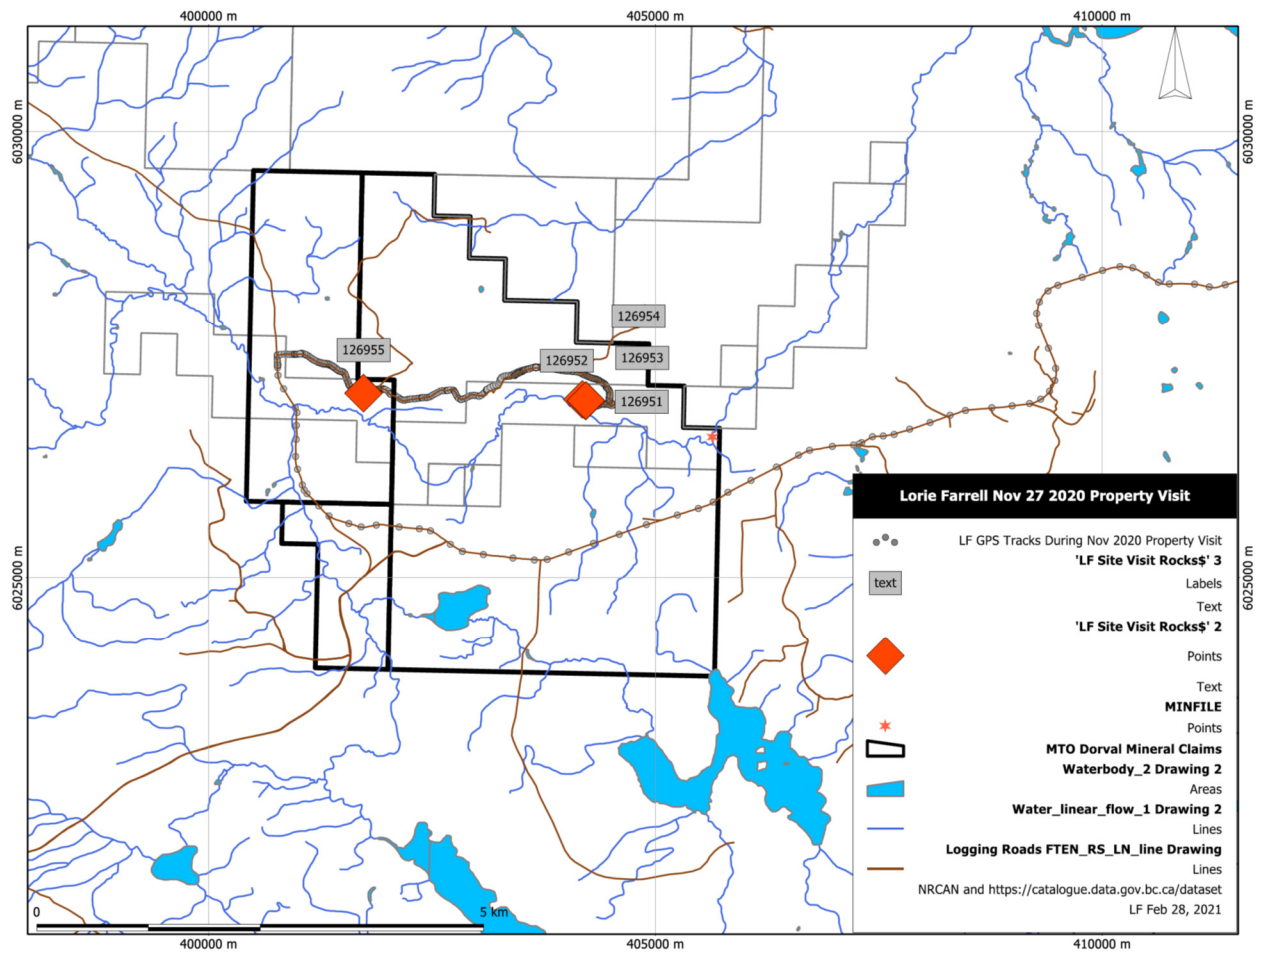 400000 m
405000 m
410000 m
6030000 m
6030000 m
126954
126955
126952
126953
126951
Lorie Farrell Nov 27 2020 Property Visit
LF GPS Tracks During Nov 2020 Property Visit
'LF Site Visit Rocks$' 3
text
Labels
Text
'LF Site Visit Rocks$' 2
Points
Text
MINFILE
Points
MTO Dorval Mineral Claims
Waterbody_2 Drawing 2
Areas
Water_linear_flow_1 Drawing 2
Lines
Logging Roads FTEN_RS_LN_line Drawing
Lines
NRCAN and https://catalogue.data.gov.bc.ca/dataset
LF Feb 28, 2021
6025000 m
6025000 m
0
5 km
400000 m
405000 m
410000 m